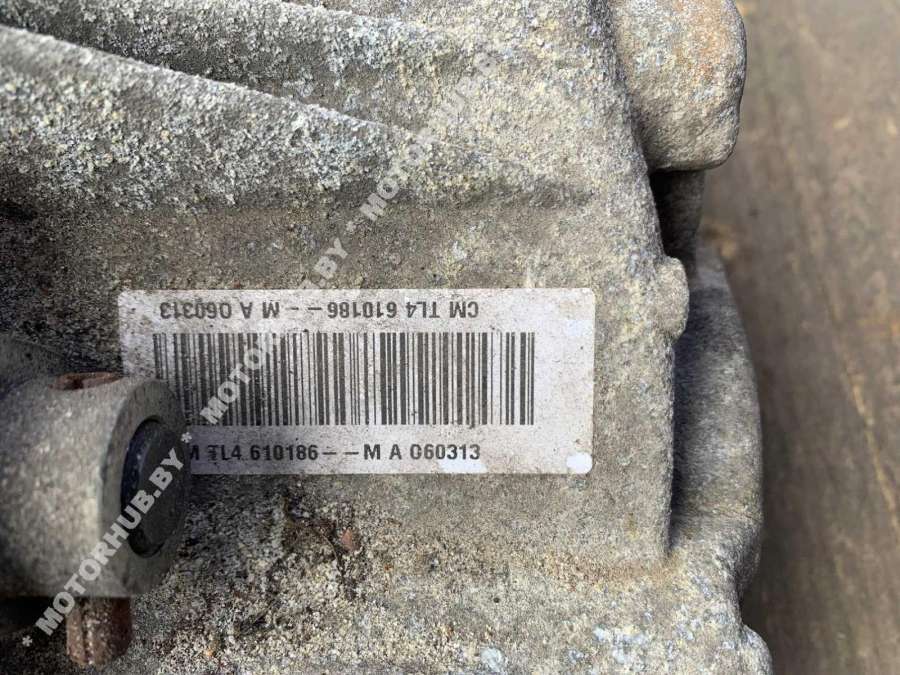 CM TL4 610186 -- M A 060313
M TL4 610186 -- M A 060313
* MOTORHUB.BY * MOTORHUB.BY * MOTORHUB.BY